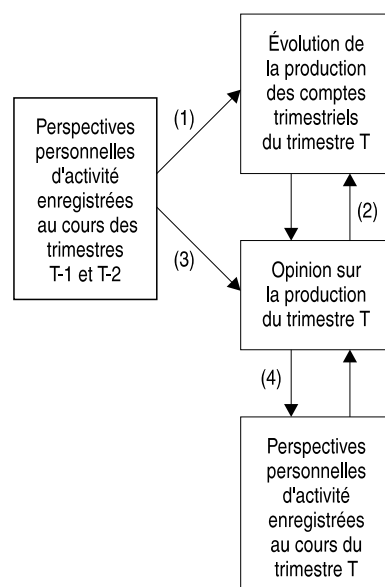 Évolution de
la production
des comptes
trimestriels
du trimestre T
(1)
Perspectives
personnelles
d'activité
enregistrées
au cours des
trimestres
T-1 et T-2
(2)
(3)
Opinion sur
la production
du trimestre T
(4)
Perspectives
personnelles
d'activité
enregistrées
au cours du
trimestre T